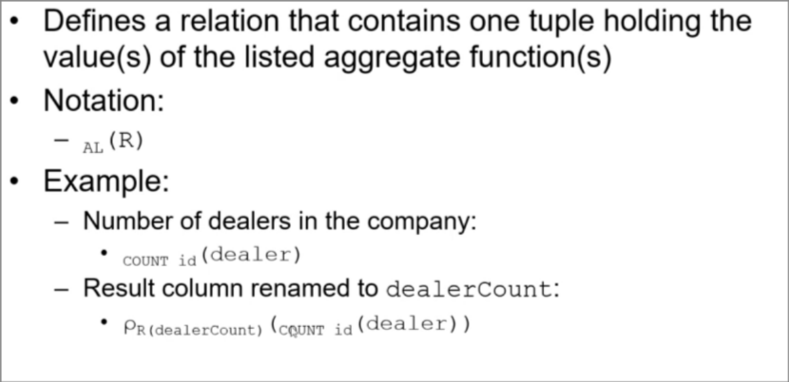 • Defines a relation that contains one tuple holding the
value(s) of the listed aggregate function(s)
• Notation:
– AL(R)
• Example:
– Number of dealers in the company:
• COUNT id(dealer)
– Result column renamed to dealerCount:
• ρR(dealerCount)(COUNT id(dealer))